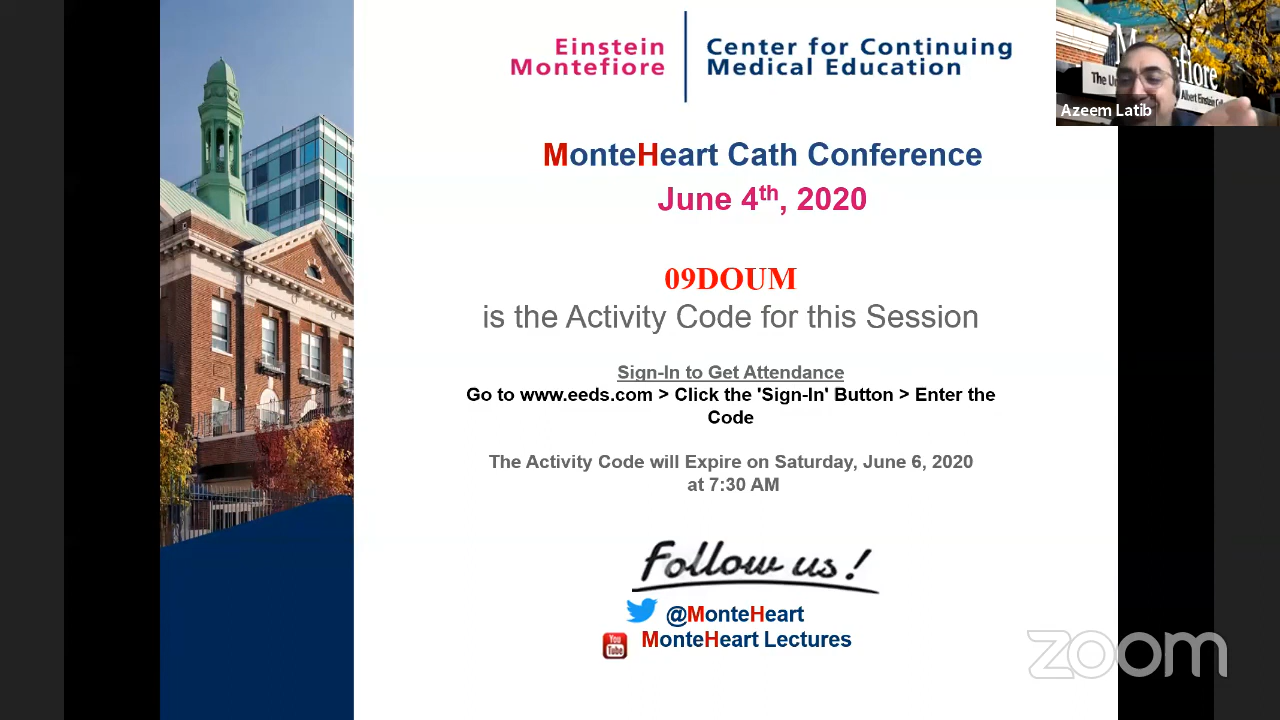 Einstein
Montefiore
Center for Continuing
Medical Education
MonteHeart Cath Conference
June 4th, 2020
09DOUM
is the Activity Code for this Session
Sign-In to Get Attendance
Go to www.eeds.com > Click the 'Sign-In' Button > Enter the
Code
The Activity Code will Expire on Saturday, June 6, 2020
at 7:30 AM
Follow us!
@MonteHeart
You
Tube
MonteHeart Lectures
Azeem Latib
zoom